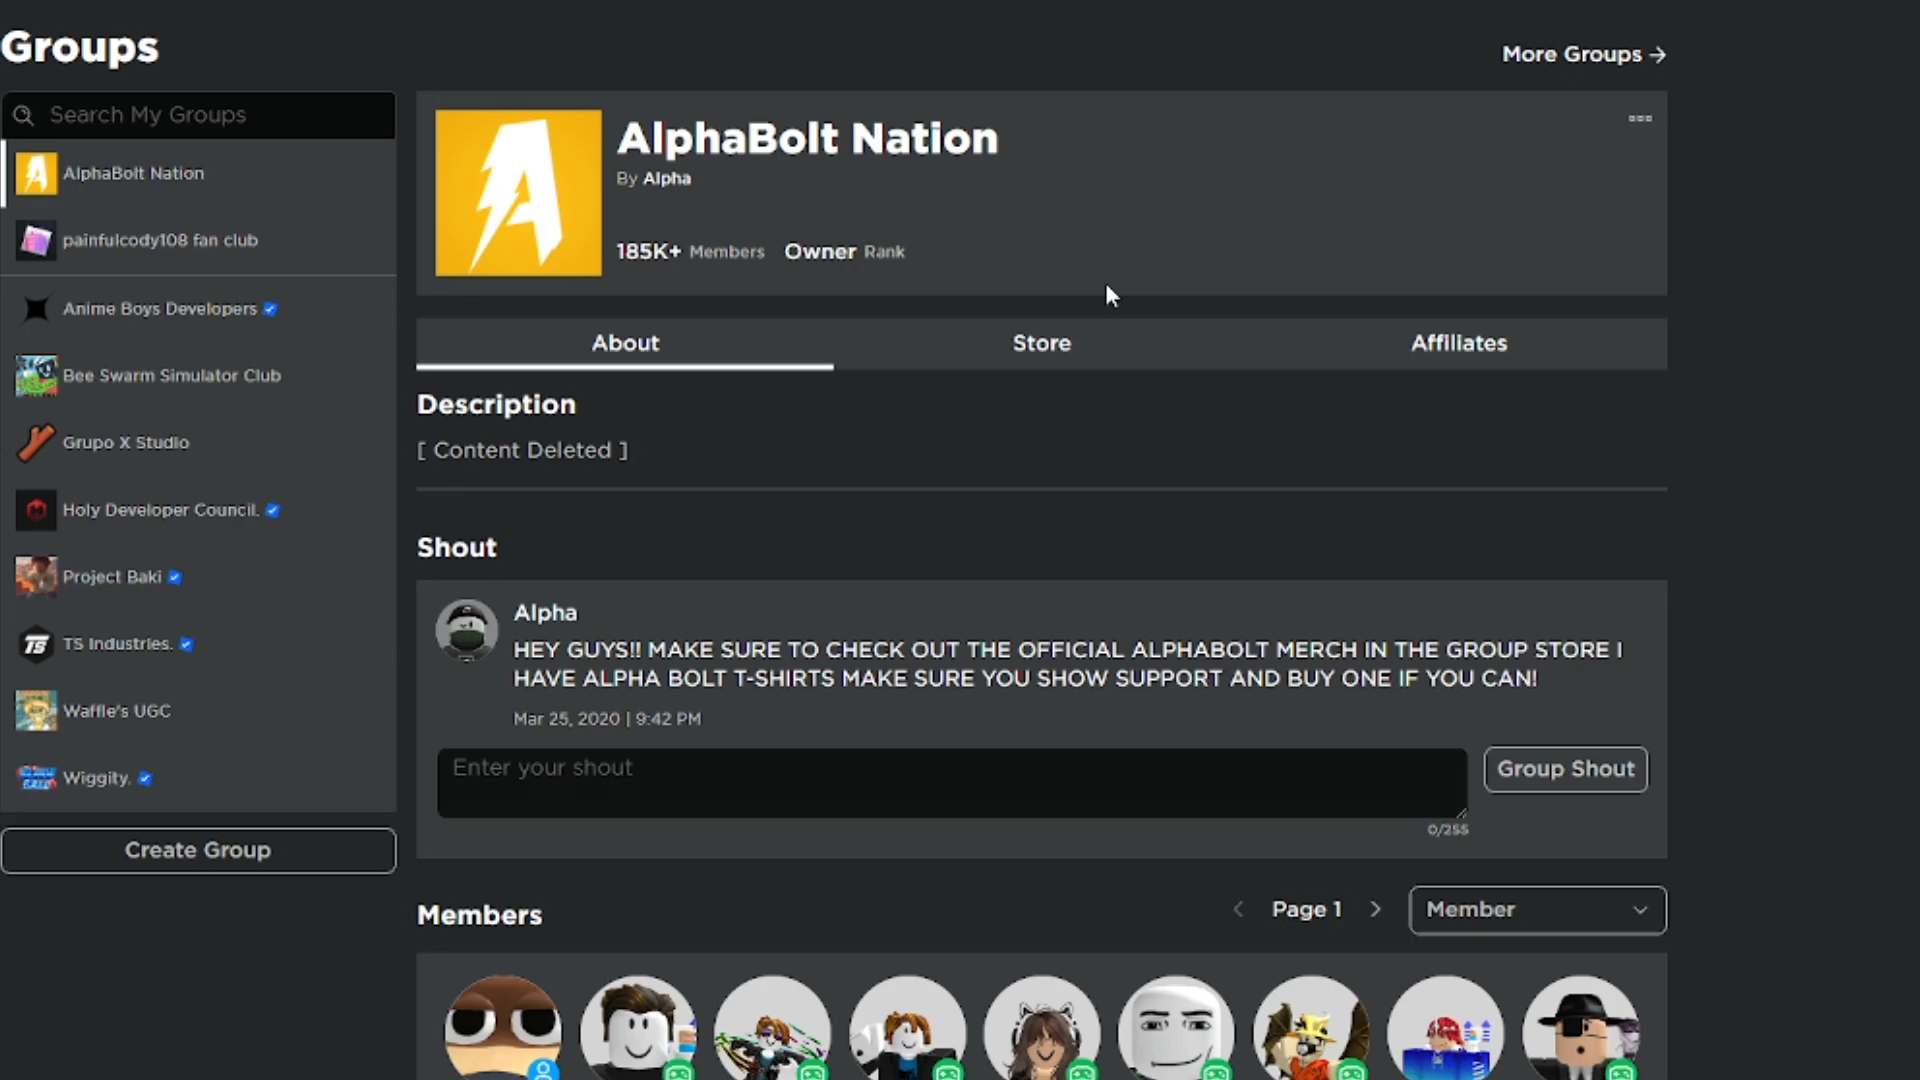 Groups
More Groups →
Search My Groups
AlphaBolt Nation
painfulcody108 fan club
Anime Boys Developers
Bee Swarm Simulator Club
Grupo X Studio
Holy Developer Council.
Project Baki
TS Industries.
Waffle's UGC
Wiggity.
Create Group
AlphaBolt Nation
By Alpha
185K+ Members Owner Rank
About Store Affiliates
Description
[ Content Deleted ]
Shout
Alpha
HEY GUYS!! MAKE SURE TO CHECK OUT THE OFFICIAL ALPHABOLT MERCH IN THE GROUP STORE I
HAVE ALPHA BOLT T-SHIRTS MAKE SURE YOU SHOW SUPPORT AND BUY ONE IF YOU CAN!
Mar 25, 2020 | 9:42 PM
Enter your shout
Group Shout
0/255
Members
Page 1
Member